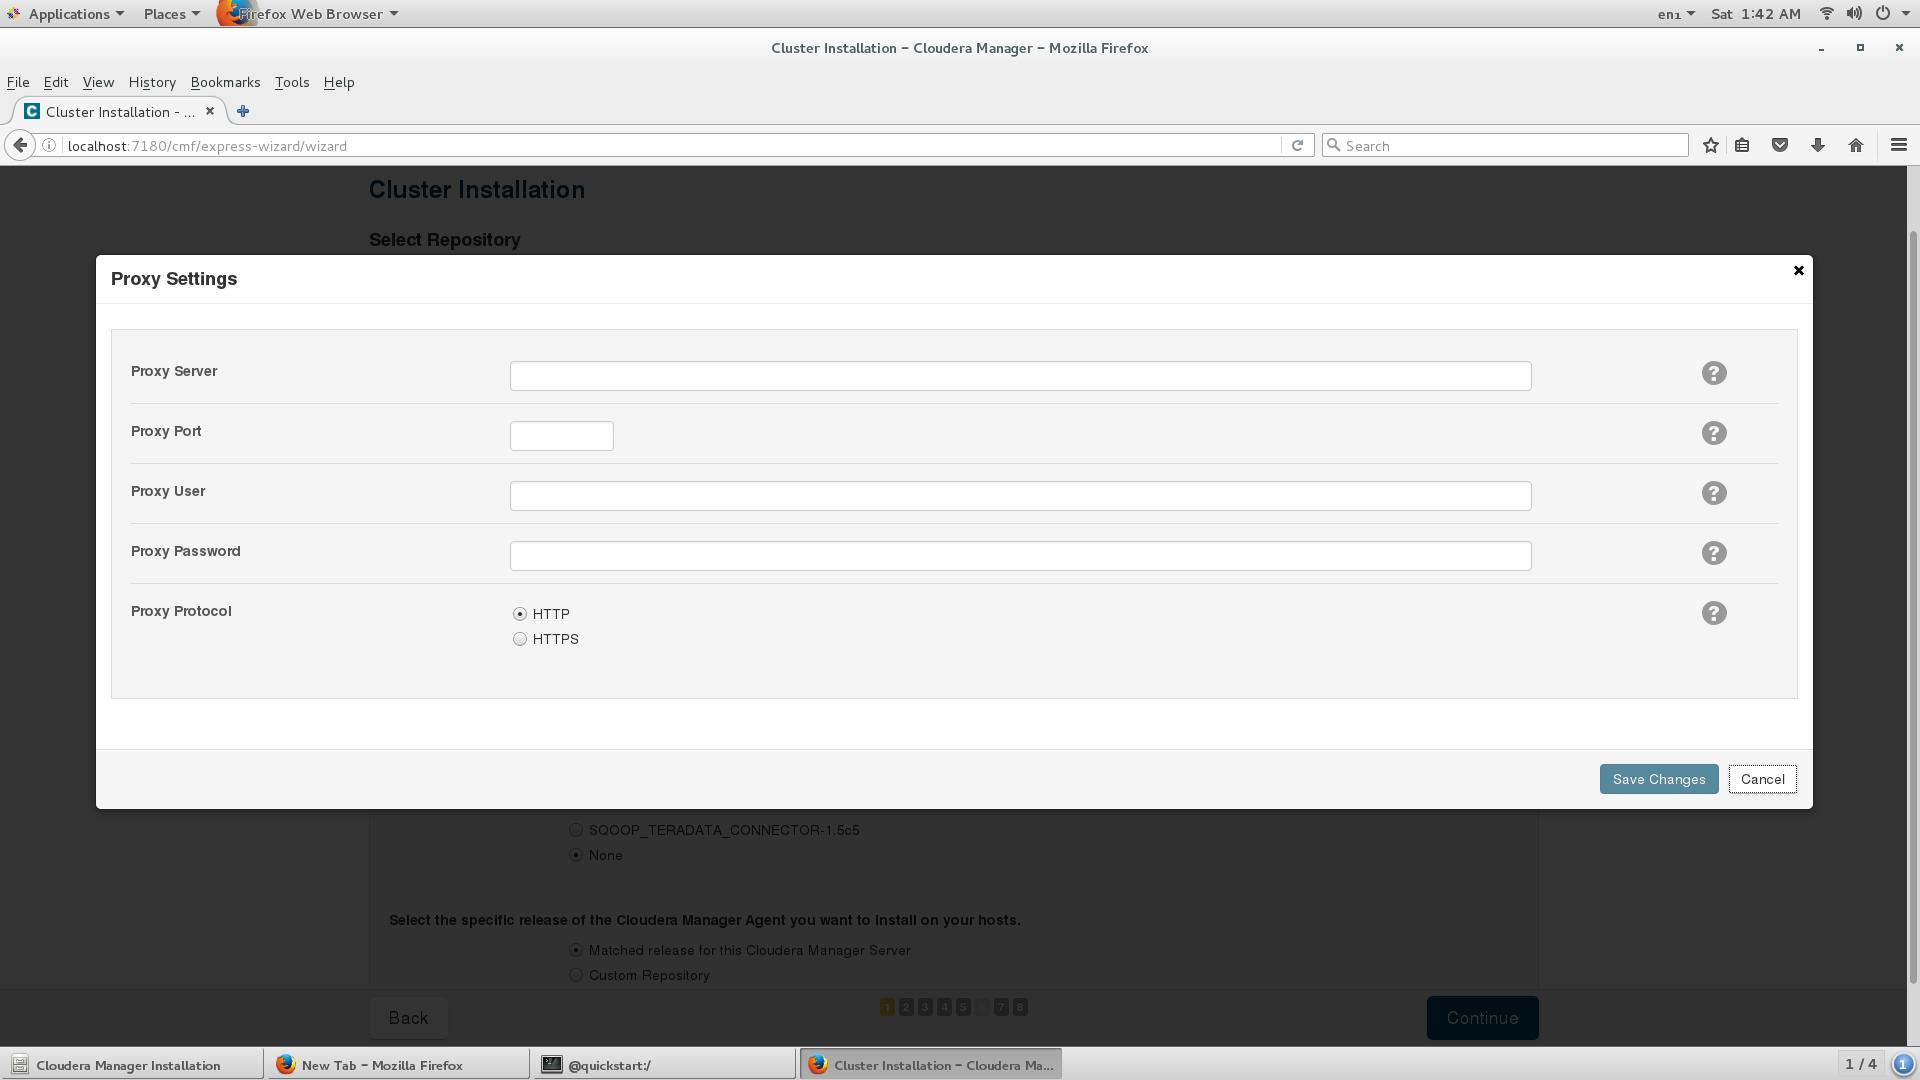 Applications Places Firefox Web Browser en1 Sat 1:42 AM
Cluster Installation - Cloudera Manager - Mozilla Firefox
File Edit View History Bookmarks Tools Help
Cluster Installation - ...
localhost:7180/cmf/express-wizard/wizard Search
Cluster Installation
Select Repository
Proxy Settings
Proxy Server
Proxy Port
Proxy User
Proxy Password
Proxy Protocol
HTTP
HTTPS
Save Changes Cancel
SQOOP_TERADATA_CONNECTOR-1.5c5
None
Select the specific release of the Cloudera Manager Agent you want to install on your hosts.
Matched release for this Cloudera Manager Server
Custom Repository
Back 1 2 3 4 5 7 8 Continue
Cloudera Manager Installation New Tab - Mozilla Firefox @quickstart:/ Cluster Installation - Cloudera Ma... 1 / 4 1